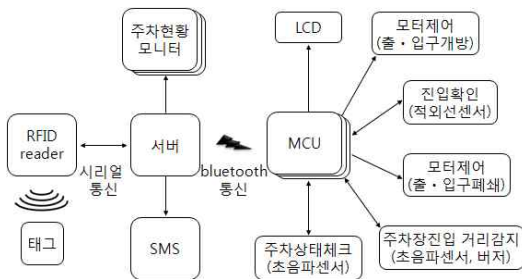 주차현황
모니터
LCD
모터제어
(출·입구개방)
RFID
reader
시리얼
통신
서버
bluetooth
통신
MCU
진입확인
(적외선센서)
모터제어
(출·입구폐쇄)
태그
SMS
주차상태체크
(초음파센서)
주차장진입 거리감지
(초음파센서, 버저)